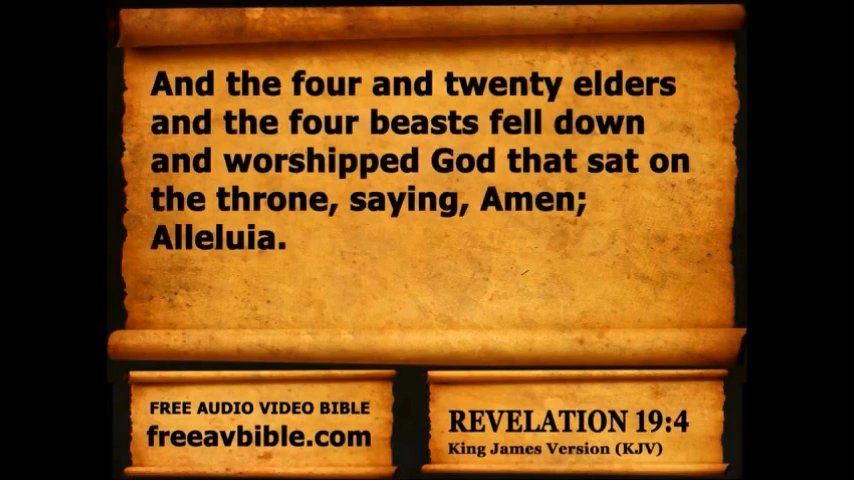 And the four and twenty elders
and the four beasts fell down
and worshipped God that sat on
the throne, saying, Amen;
Alleluia.
FREE AUDIO VIDEO BIBLE
freeavbible.com
REVELATION 19:4
King James Version (KJV)